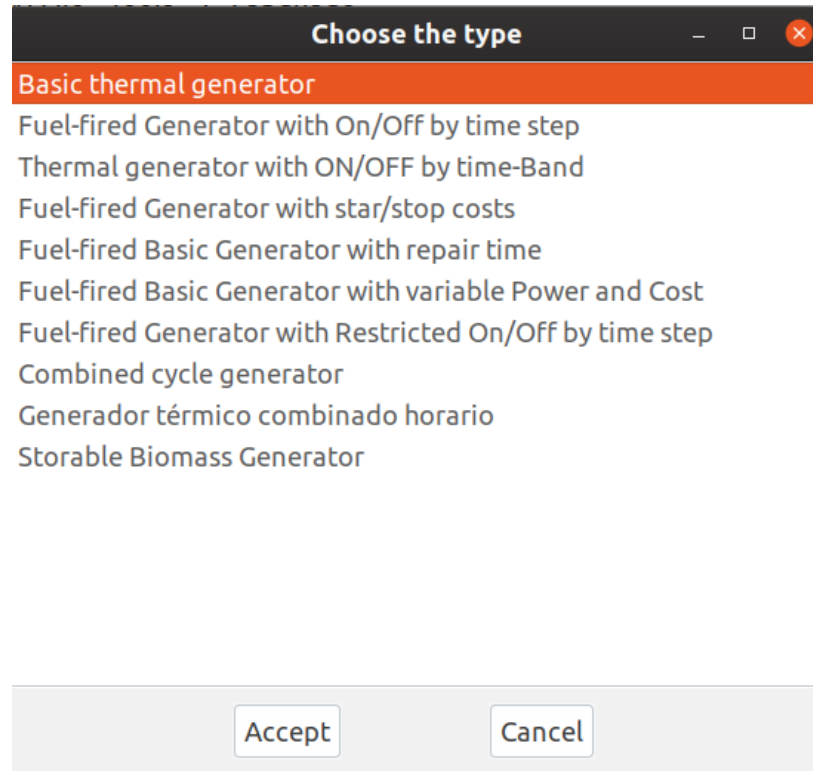 Choose the type
Basic thermal generator
Fuel-fired Generator with On/Off by time step
Thermal generator with ON/OFF by time-Band
Fuel-fired Generator with star/stop costs
Fuel-fired Basic Generator with repair time
Fuel-fired Basic Generator with variable Power and Cost
Fuel-fired Generator with Restricted On/Off by time step
Combined cycle generator
Generador térmico combinado horario
Storable Biomass Generator
Accept Cancel